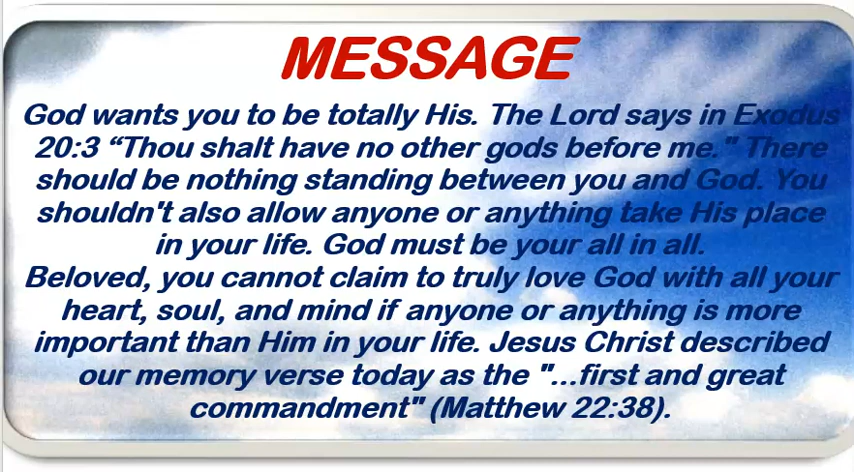 MESSAGE
God wants you to be totally His. The Lord says in Exodus
20:3 “Thou shalt have no other gods before me." There
should be nothing standing between you and God. You
shouldn't also allow anyone or anything take His place
in your life. God must be your all in all.
Beloved, you cannot claim to truly love God with all your
heart, soul, and mind if anyone or anything is more
important than Him in your life. Jesus Christ described
our memory verse today as the "...first and great
commandment" (Matthew 22:38).